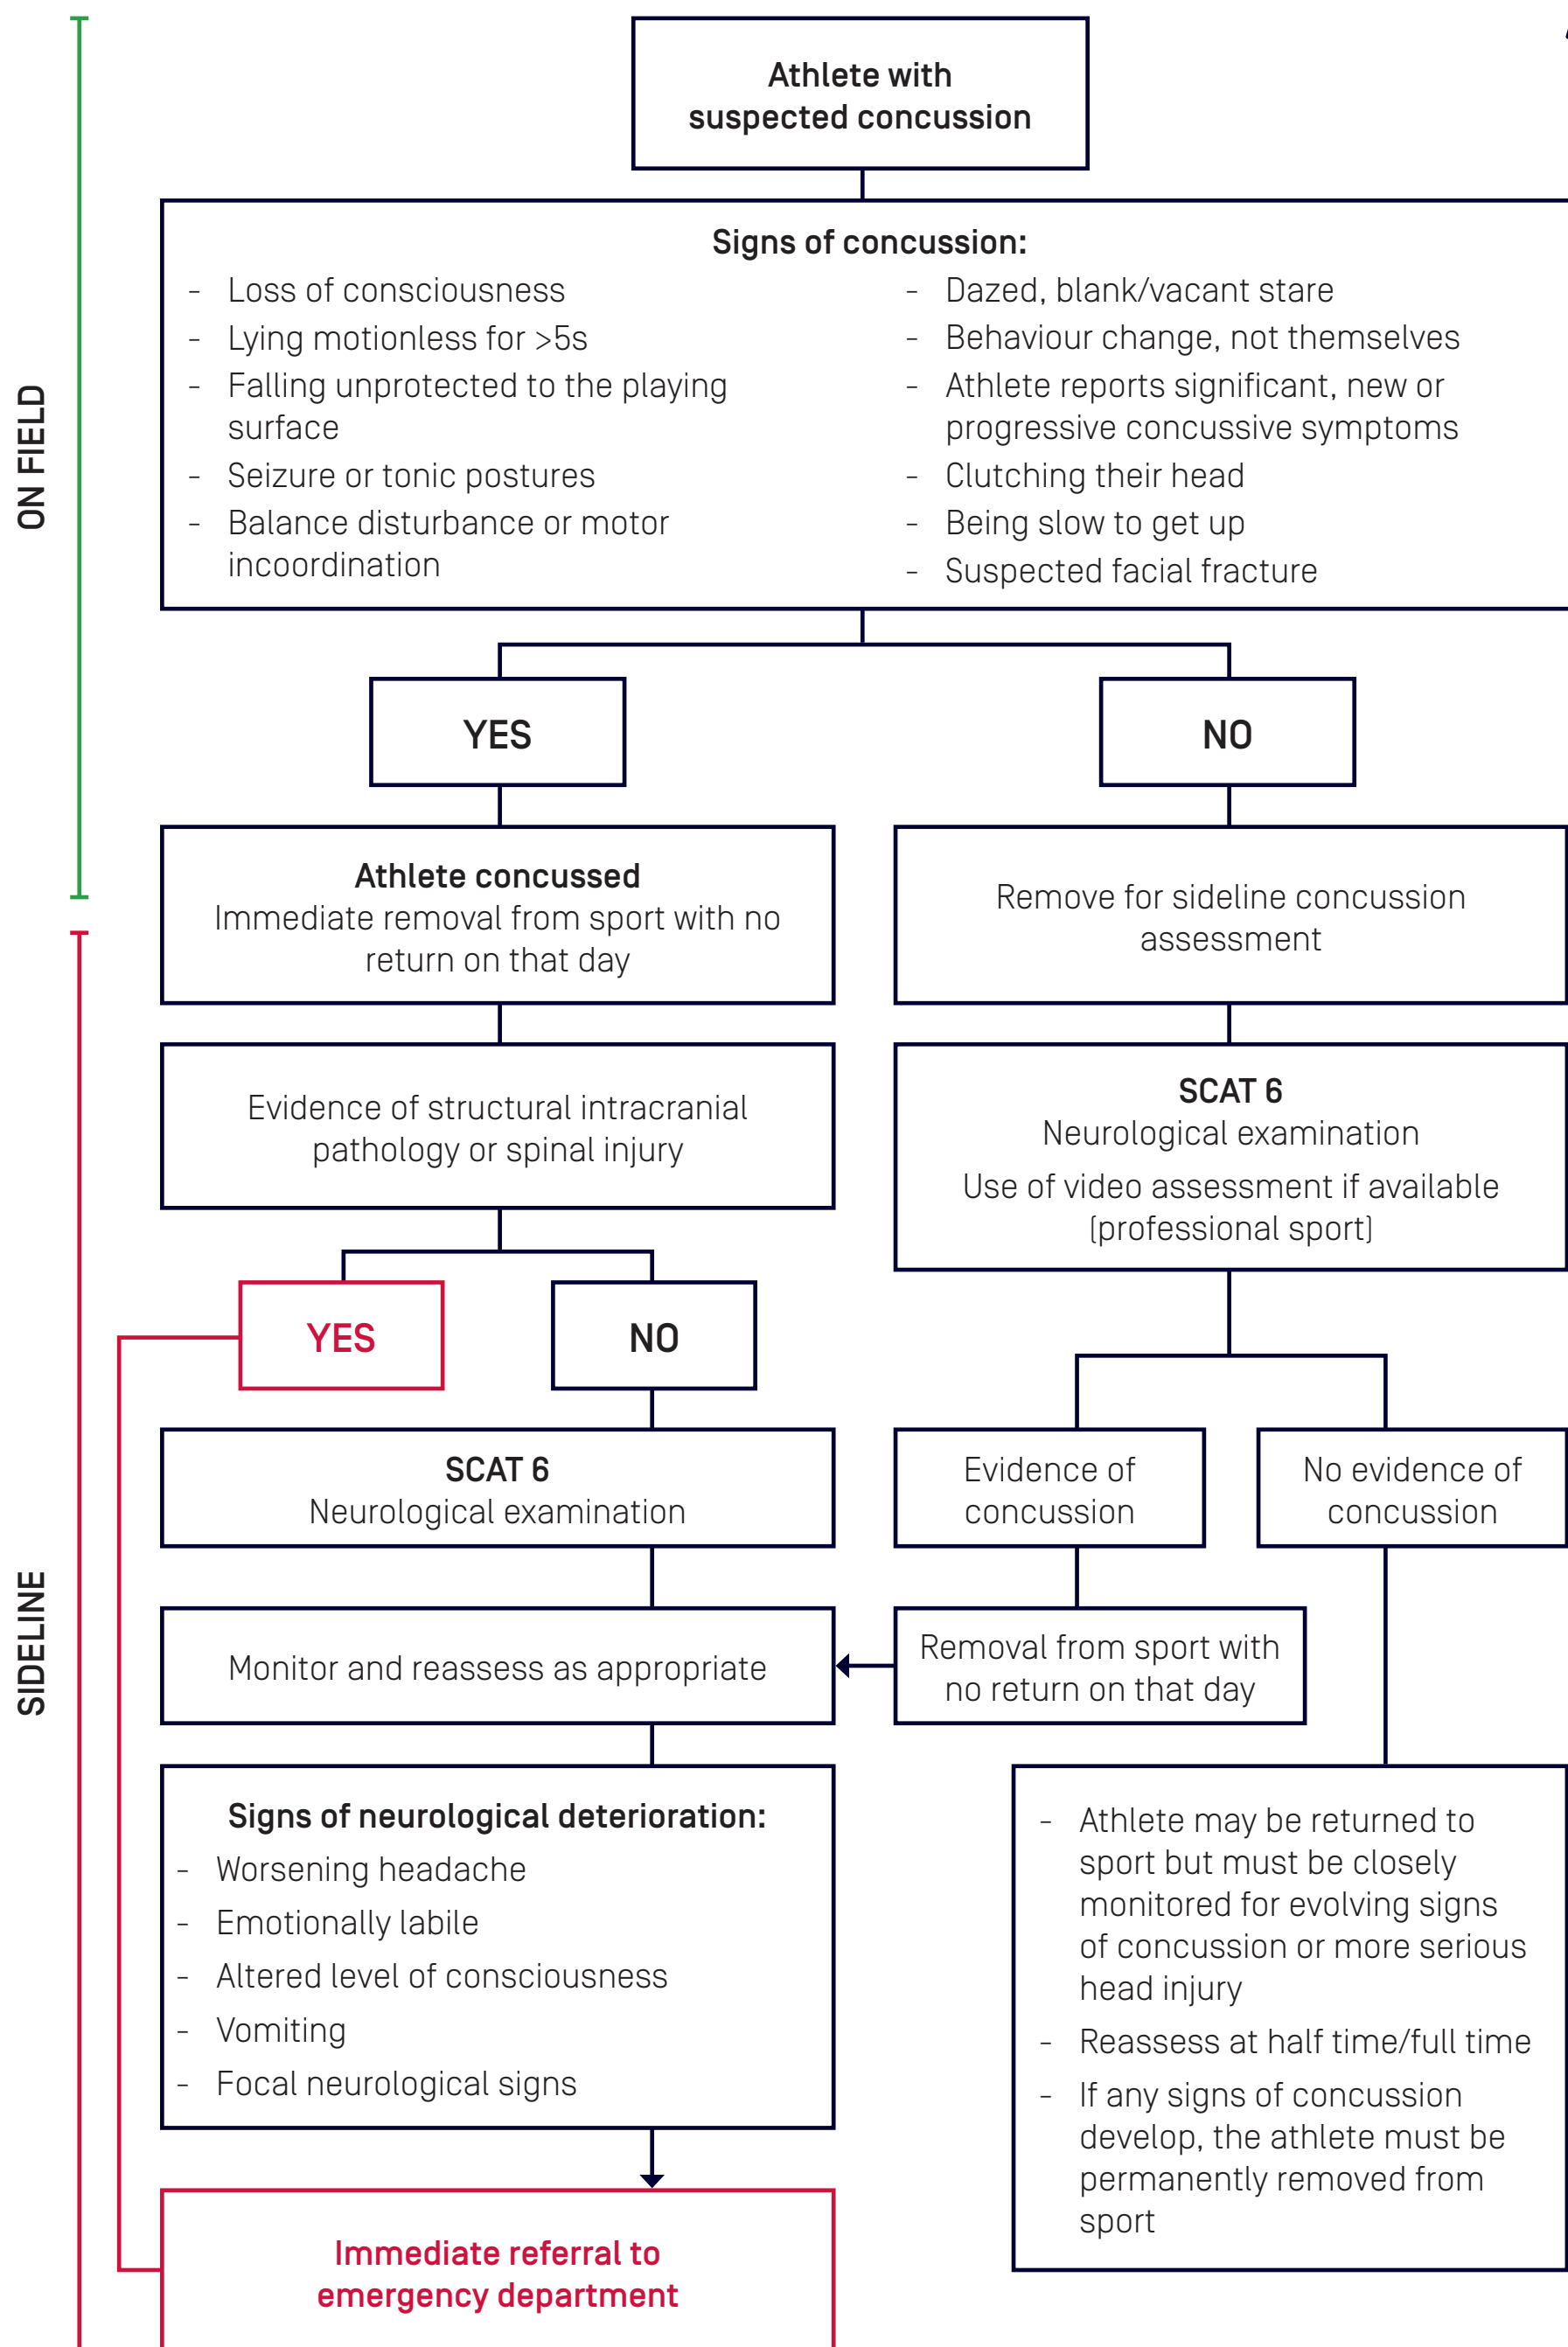 ON FIELD
Athlete with
suspected concussion
Signs of concussion:
- Loss of consciousness
- Lying motionless for >5s
- Falling unprotected to the playing
surface
- Seizure or tonic postures
- Balance disturbance or motor
incoordination
- Dazed, blank/vacant stare
- Behaviour change, not themselves
- Athlete reports significant, new or
progressive concussive symptoms
- Clutching their head
- Being slow to get up
- Suspected facial fracture
YES
NO
Athlete concussed
Immediate removal from sport with no
return on that day
Remove for sideline concussion
assessment
SIDELINE
Evidence of structural intracranial
pathology or spinal injury
SCAT 6
Neurological examination
Use of video assessment if available
(professional sport)
YES
NO
SCAT 6
Neurological examination
Evidence of
concussion
No evidence of
concussion
Monitor and reassess as appropriate
Removal from sport with
no return on that day
Signs of neurological deterioration:
- Worsening headache
- Emotionally labile
- Altered level of consciousness
- Vomiting
- Focal neurological signs
- Athlete may be returned to
sport but must be closely
monitored for evolving signs
of concussion or more serious
head injury
- Reassess at half time/full time
- If any signs of concussion
develop, the athlete must be
permanently removed from
sport
Immediate referral to
emergency department